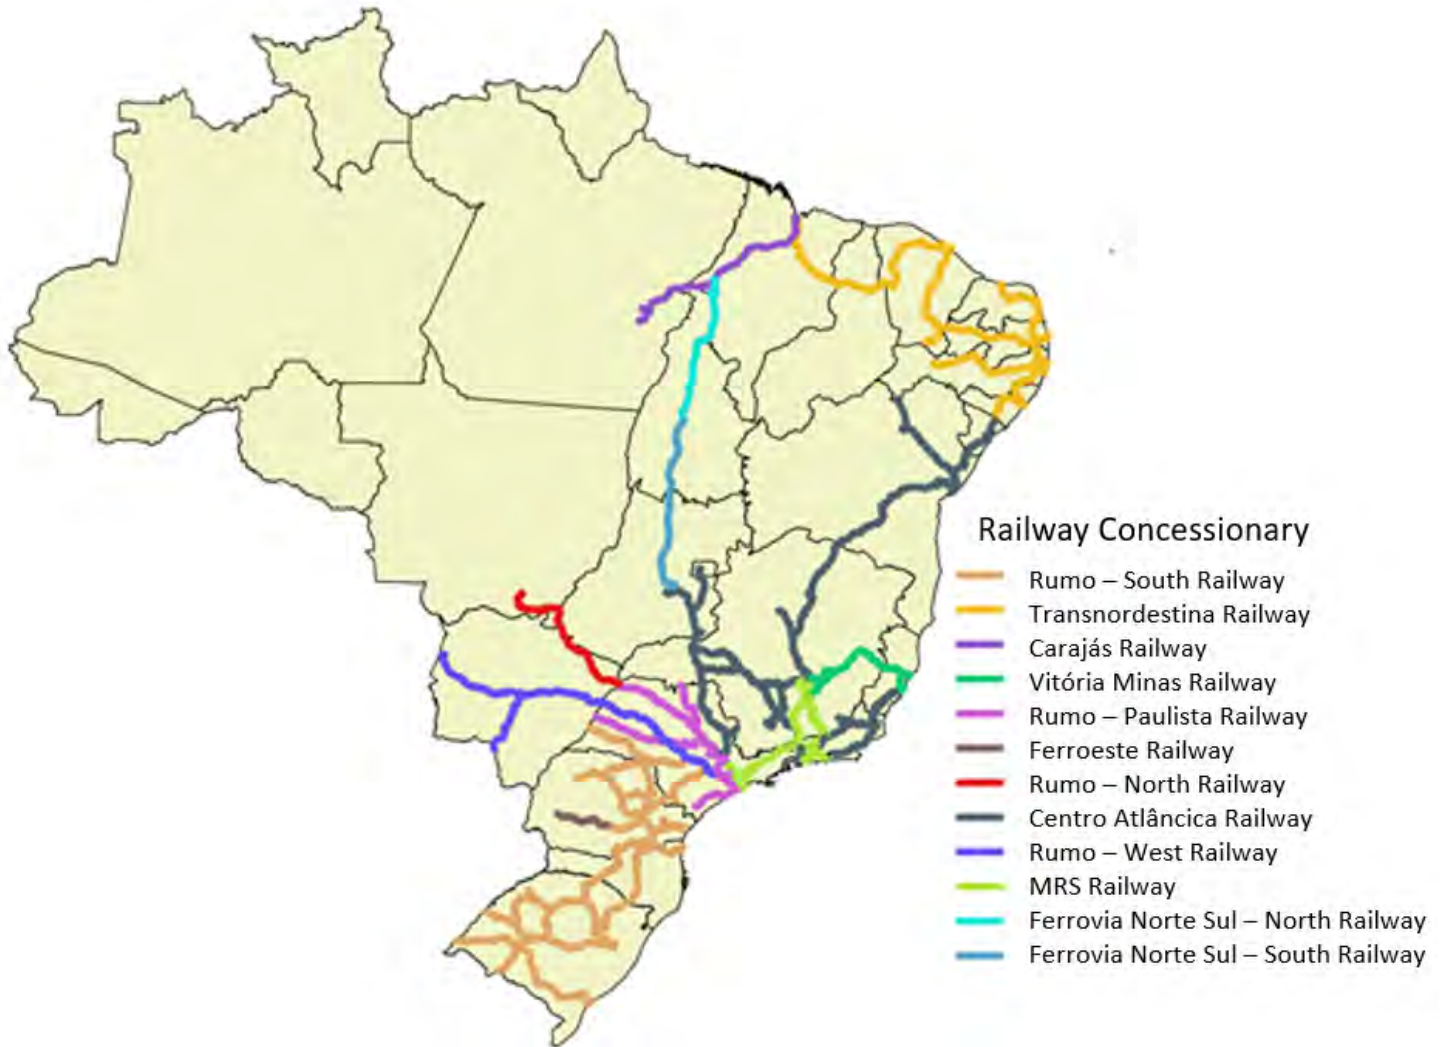 Railway Concessionary
Rumo – South Railway
Transnordestina Railway
Carajás Railway
Vitória Minas Railway
Rumo – Paulista Railway
Ferroeste Railway
Rumo – North Railway
Centro Atlâncica Railway
Rumo – West Railway
MRS Railway
Ferrovia Norte Sul – North Railway
Ferrovia Norte Sul – South Railway